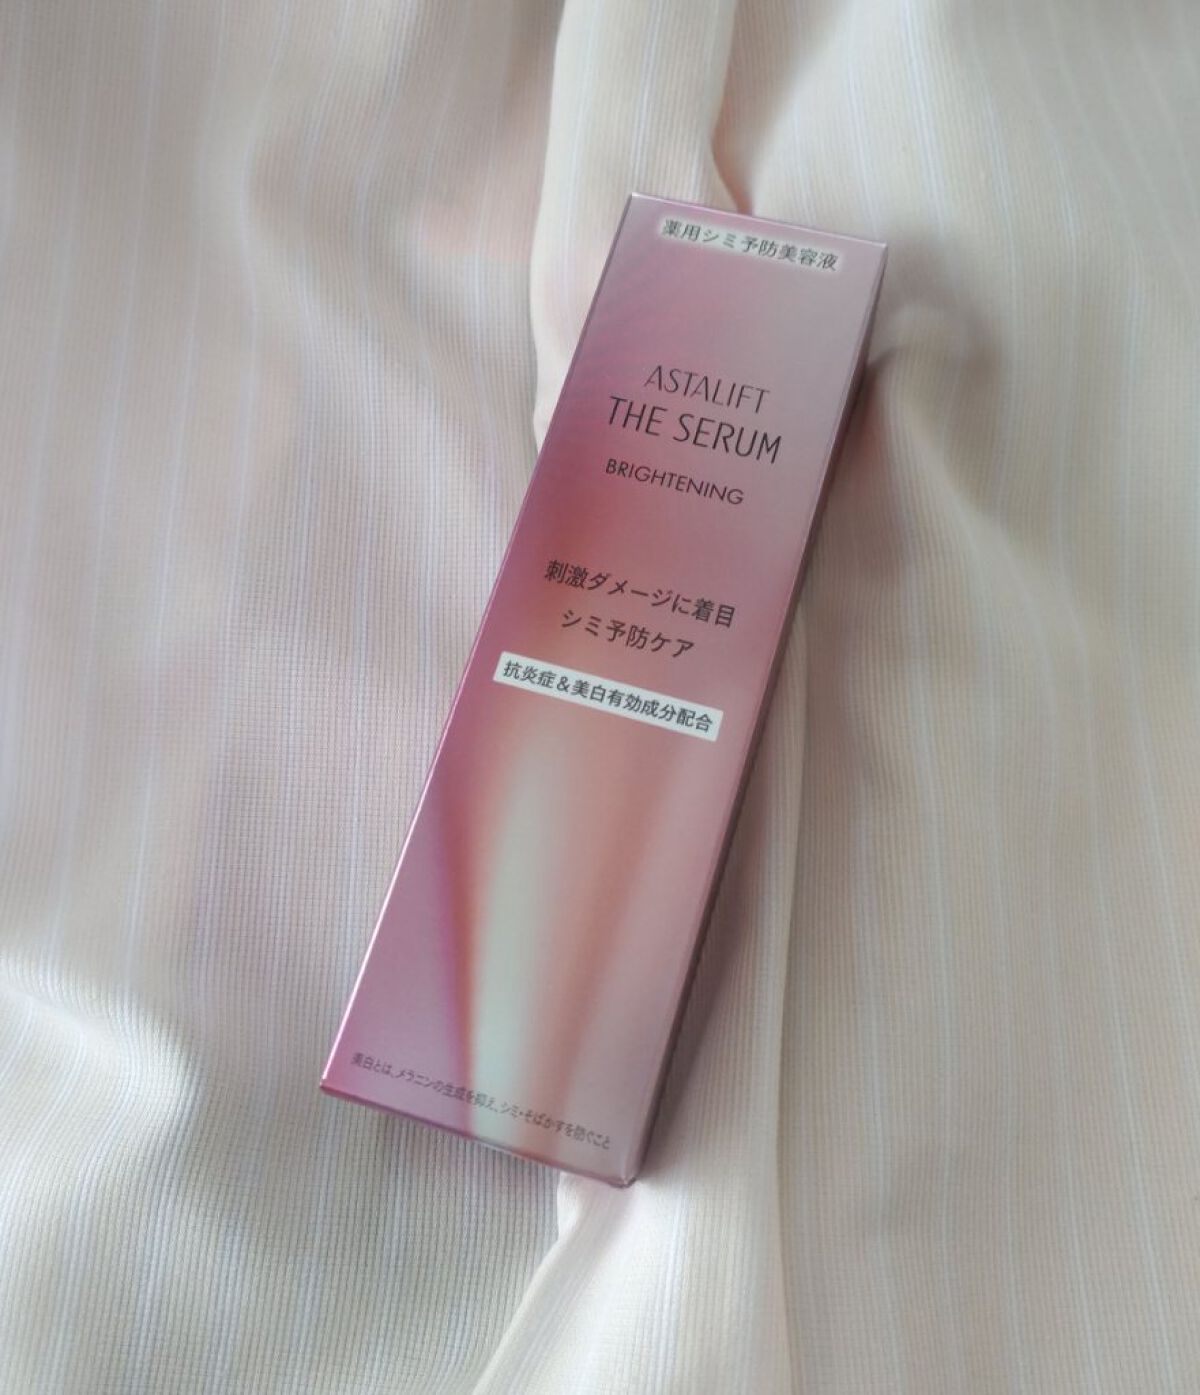 薬用シミ予防美容液
ASTALIFT
THE SERUM
BRIGHTENING
刺激ダメージに着目
シミ予防ケア
抗炎症&美白有効成分配合
美白とは、メラニンの生成を抑え、シミ・そばかすを防ぐこと